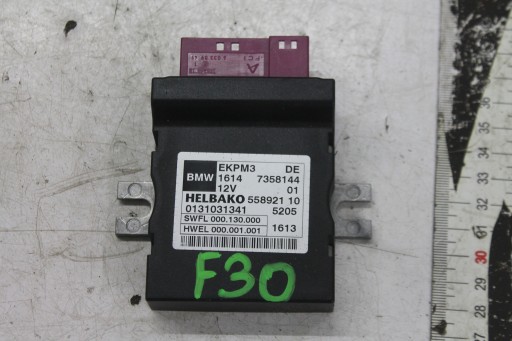 EKPM3 DE
BMW 1614 7358144
12V 01
HELBAKO 558921 10
0131031341 5205
SWFL 000.130.000
HWEL 000.001.001 1613
F30
A
30